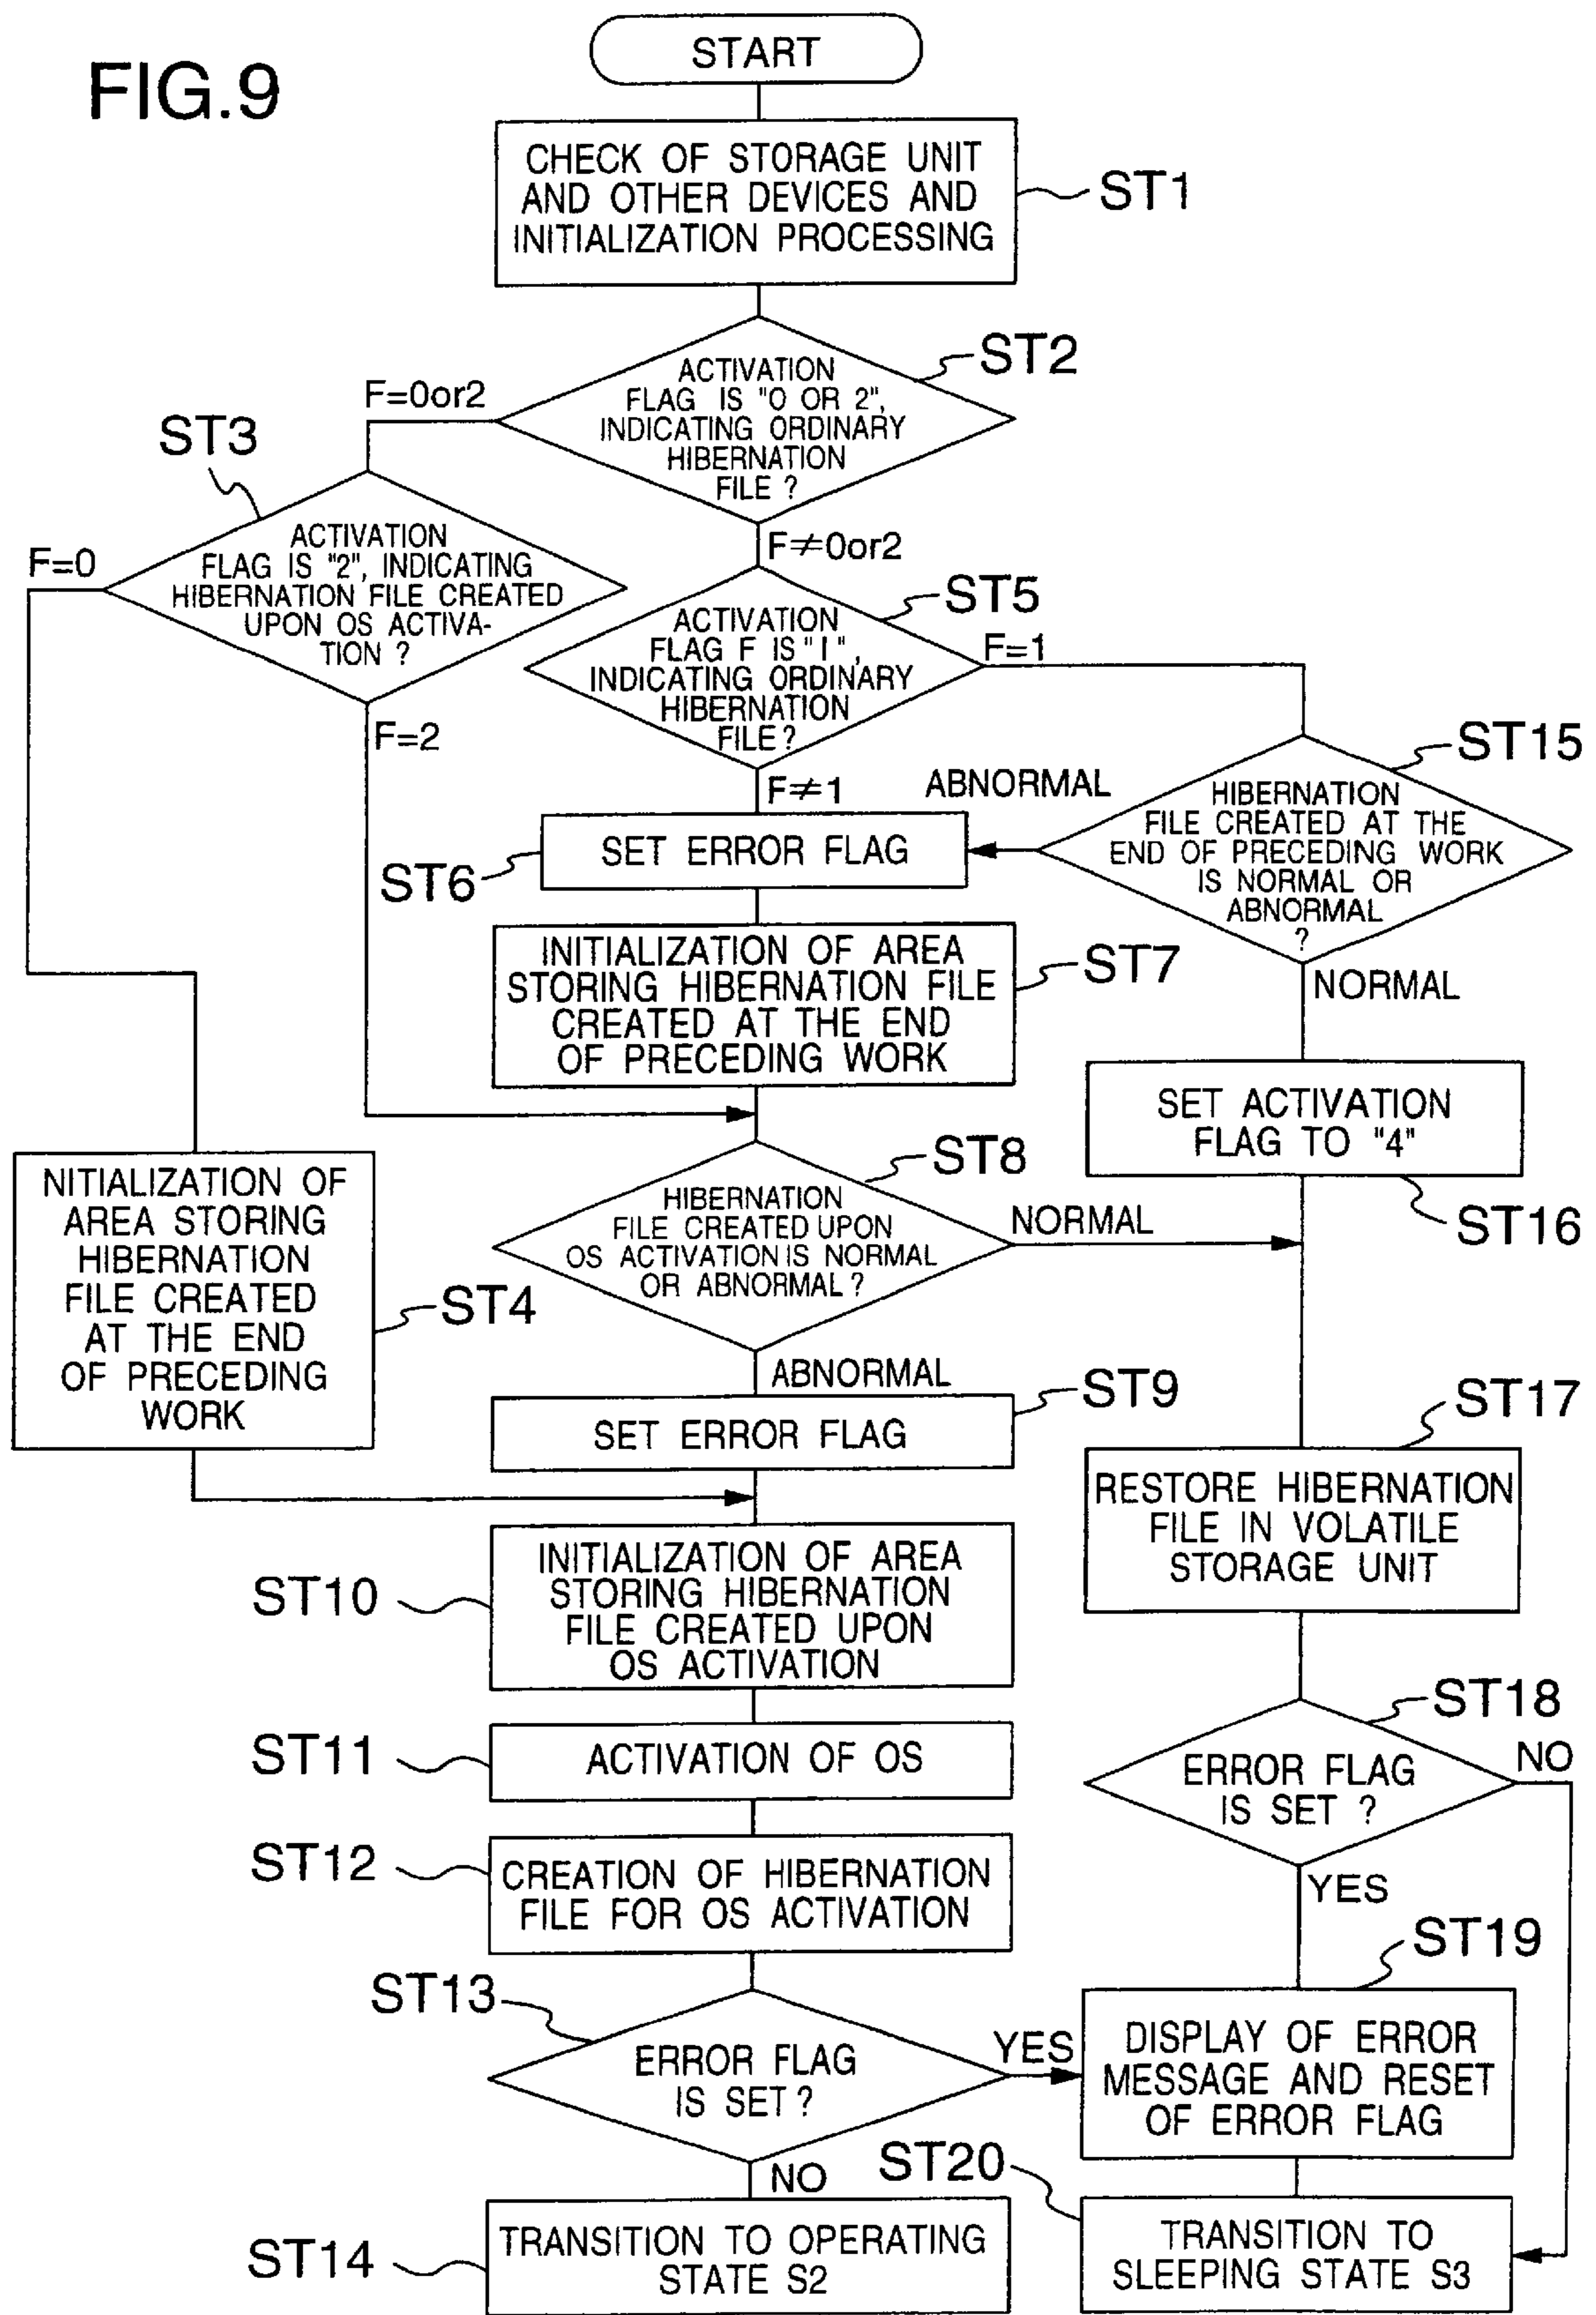 FIG.9
START
CHECK OF STORAGE UNIT
AND OTHER DEVICES AND
INITIALIZATION PROCESSING
ST1
ACTIVATION
FLAG IS "0 OR 2",
INDICATING ORDINARY
HIBERNATION
FILE ?
ST2
F=0or2
ST3
ACTIVATION
FLAG IS "2", INDICATING
HIBERNATION FILE CREATED
UPON OS ACTIVA-
TION ?
F=0
F≠0or2
F=2
ACTIVATION
FLAG F IS "1",
INDICATING ORDINARY
HIBERNATION
FILE?
ST5
F=1
F≠1
ABNORMAL
HIBERNATION
FILE CREATED AT THE
END OF PRECEDING WORK
IS NORMAL OR
ABNORMAL
?
ST15
SET ERROR FLAG
ST6
INITIALIZATION OF AREA
STORING HIBERNATION FILE
CREATED AT THE END
OF PRECEDING WORK
ST7
NORMAL
SET ACTIVATION
FLAG TO "4"
ST16
NITIALIZATION OF
AREA STORING
HIBERNATION
FILE CREATED
AT THE END
OF PRECEDING
WORK
ST4
HIBERNATION
FILE CREATED UPON
OS ACTIVATION IS NORMAL
OR ABNORMAL ?
ST8
NORMAL
ABNORMAL
SET ERROR FLAG
ST9
RESTORE HIBERNATION
FILE IN VOLATILE
STORAGE UNIT
ST17
ST10
INITIALIZATION OF AREA
STORING HIBERNATION
FILE CREATED UPON
OS ACTIVATION
ST11
ACTIVATION OF OS
ERROR FLAG
IS SET ?
ST18
NO
YES
ST12
CREATION OF HIBERNATION
FILE FOR OS ACTIVATION
ST13
ERROR FLAG
IS SET ?
YES
NO
DISPLAY OF ERROR
MESSAGE AND RESET
OF ERROR FLAG
ST19
ST14
TRANSITION TO OPERATING
STATE S2
ST20
TRANSITION TO
SLEEPING STATE S3